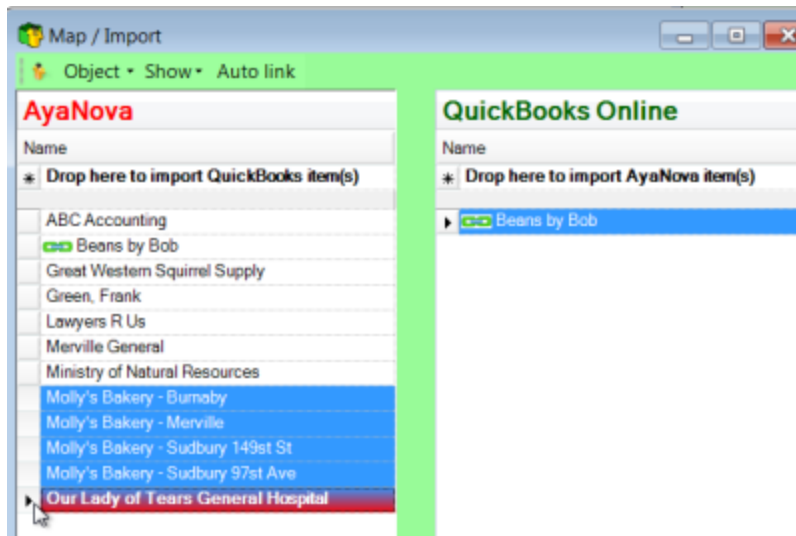 Map / Import
Object Show Auto link
AyaNova
Name
Drop here to import QuickBooks item(s)
ABC Accounting
Beans by Bob
Great Western Squirrel Supply
Green, Frank
Lawyers R Us
Merville General
Ministry of Natural Resources
Molly's Bakery - Burnaby
Molly's Bakery - Merville
Molly's Bakery - Sudbury 149st St
Molly's Bakery - Sudbury 97st Ave
Our Lady of Tears General Hospital
QuickBooks Online
Name
Drop here to import AyaNova item(s)
Beans by Bob